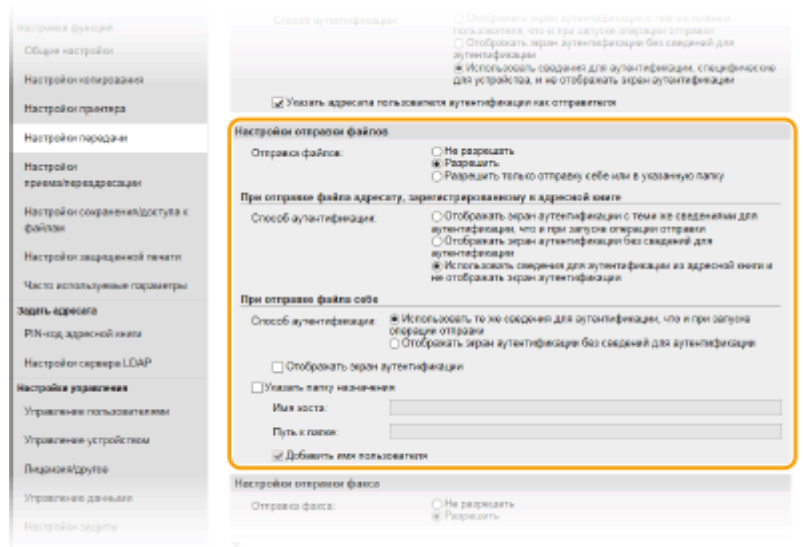 Настройки функций
Общие настройки
Настройки копирования
Настройки принтера
Настройки передачи
Настройки
приема/переадресации
Настройки сохранения/доступа к
файлам
Настройки защищенной печати
Часто используемые параметры
Задать адресата
PIN-код адресной книги
Настройки сервера LDAP
Настройки управления
Управление пользователями
Управление устройством
Лицензия/другое
Управление данными
Настройки защиты
Способ аутентификации:
Отображать экран аутентификации с тем же именем
пользователя, что и при запуске операции отправки
Отображать экран аутентификации без сведений для
аутентификации
Использовать сведения для аутентификации, специфические
для устройства, и не отображать экран аутентификации
Указать адресата пользователя аутентификации как отправителя
Настройки отправки файлов
Отправка файлов:
Не разрешать
Разрешить
Разрешить только отправку себе или в указанную папку
При отправке файла адресату, зарегистрированному в адресной книге
Способ аутентификации:
Отображать экран аутентификации с теми же сведениями для
аутентификации, что и при запуске операции отправки
Отображать экран аутентификации без сведений для
аутентификации
Использовать сведения для аутентификации из адресной книги и
не отображать экран аутентификации
При отправке файла себе
Способ аутентификации:
Использовать те же сведения для аутентификации, что и при запуске
операции отправки
Отображать экран аутентификации без сведений для аутентификации
Отображать экран аутентификации
Указать папку назначения
Имя хоста:
Путь к папке:
Добавить имя пользователя
Настройки отправки факса
Отправка факса:
Не разрешать
Разрешить